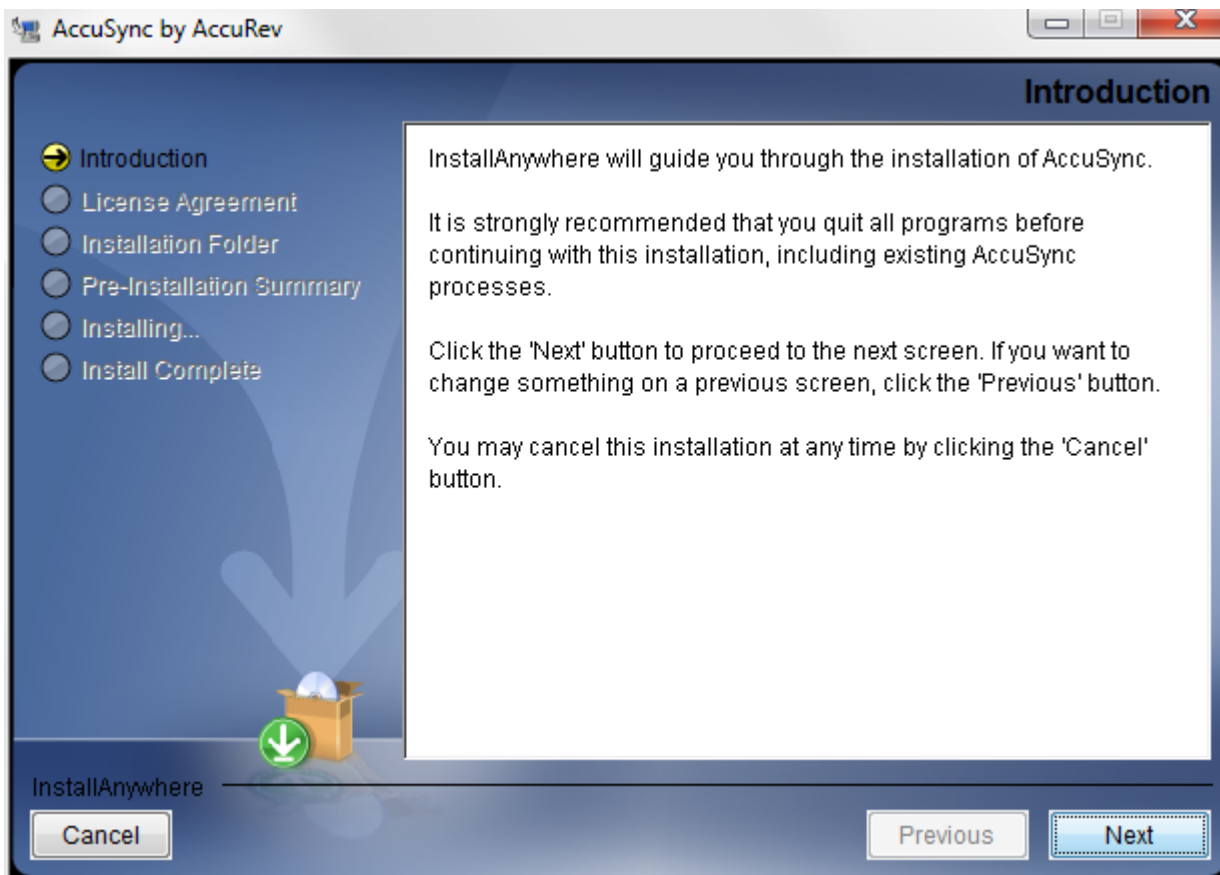 AccuSync by AccuRev
Introduction
Introduction
License Agreement
Installation Folder
Pre-Installation Summary
Installing...
Install Complete
InstallAnywhere will guide you through the installation of AccuSync.
It is strongly recommended that you quit all programs before
continuing with this installation, including existing AccuSync
processes.
Click the 'Next' button to proceed to the next screen. If you want to
change something on a previous screen, click the 'Previous' button.
You may cancel this installation at any time by clicking the 'Cancel'
button.
InstallAnywhere
Cancel
Previous
Next